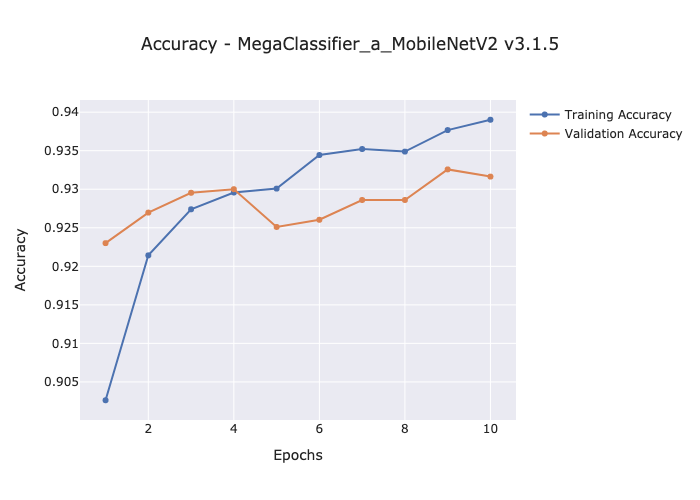 Accuracy - MegaClassifier_a_MobileNetV2 v3.1.5
Training Accuracy
Validation Accuracy
Accuracy
0.94
0.935
0.93
0.925
0.92
0.915
0.91
0.905
2 4 6 8 10
Epochs